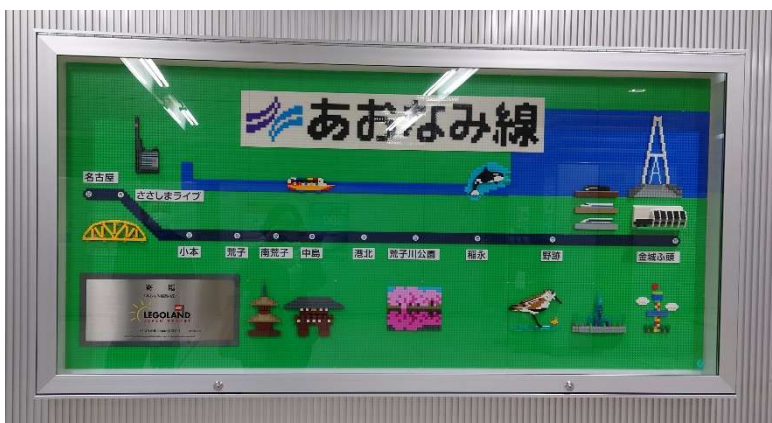 あおなみ線
名古屋
ささしまライブ
小本
荒子
南荒子
中島
港北
荒子川公園
稲永
野跡
金城ふ頭
寄贈
LEGOLAND